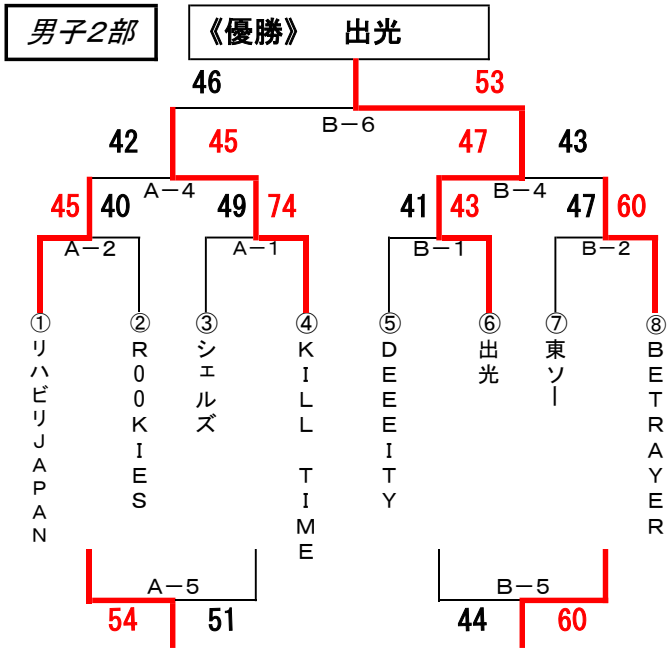 男子2部
《優勝》 出光
46 53
B－6
42 45 47 43
A－4 B－4
45 40 49 74 41 43 47 60
A－2 A－1 B－1 B－2
① ② ③ ④ ⑤ ⑥ ⑦ ⑧
リハビリJAPAN
ROOKIES
シェルズ
KILL TIME
DEEEITY
出光
東ソー
BETRAYER
A－5 B－5
54 51 44 60